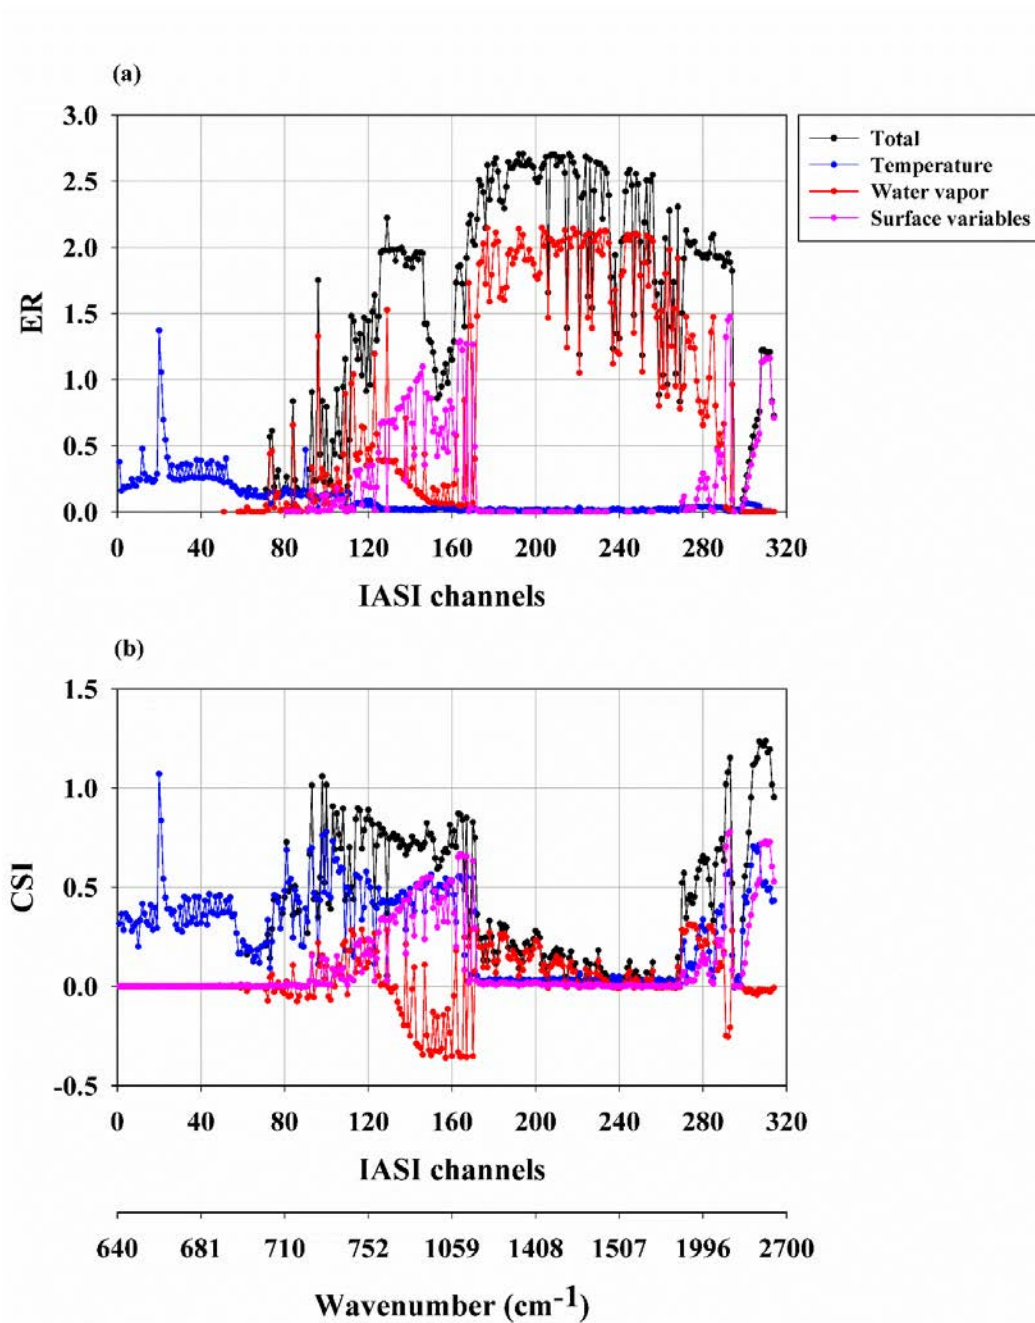 (a)
3.0
2.5
2.0
1.5
1.0
0.5
0.0
ER
0 40 80 120 160 200 240 280 320
IASI channels
Total
Temperature
Water vapor
Surface variables
(b)
1.5
1.0
0.5
0.0
-0.5
CSI
0 40 80 120 160 200 240 280 314
IASI channels
640 681 710 752 1059 1408 1507 1996 2700
Wavenumber (cm-1)